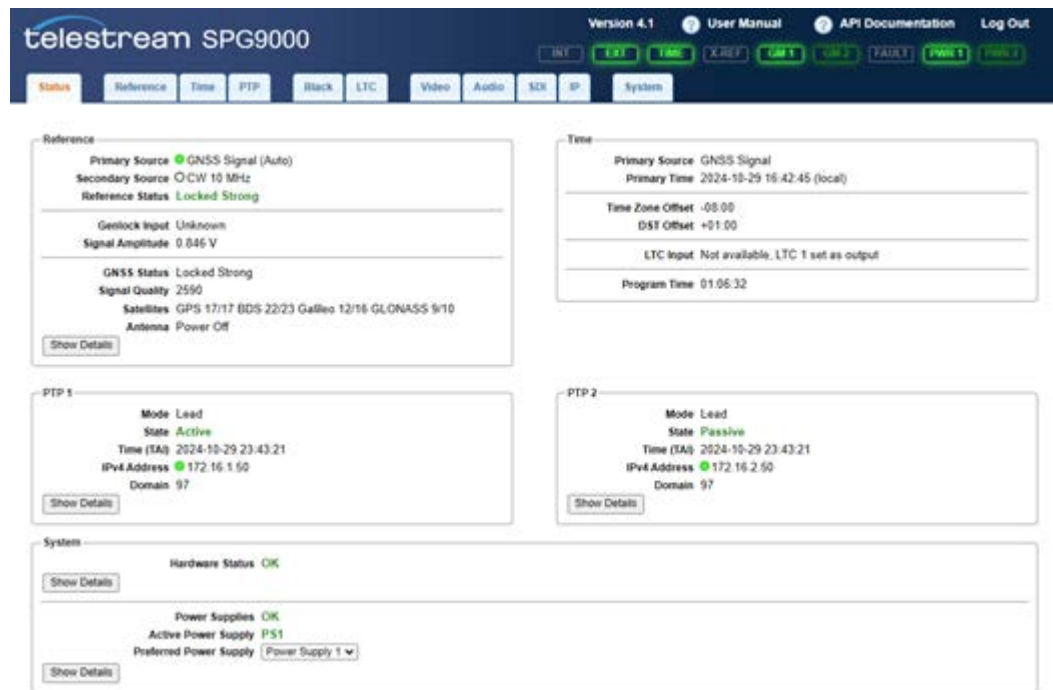 Version 4.1 ? User Manual ? API Documentation Log Out
telestream SPG9000
INT EXT TIME X-REF GM 1 GM 2 FAULT PWR 1 PWR 2
Status Reference Time PTP Black LTC Video Audio SDI IP System
Reference
Primary Source GNSS Signal (Auto)
Secondary Source CW 10 MHz
Reference Status Locked Strong
Genlock Input Unknown
Signal Amplitude 0.846 V
GNSS Status Locked Strong
Signal Quality 2590
Satellites GPS 17/17 BDS 22/23 Galileo 12/16 GLONASS 9/10
Antenna Power Off
Show Details
Time
Primary Source GNSS Signal
Primary Time 2024-10-29 16:42:45 (local)
Time Zone Offset -08:00
DST Offset +01:00
LTC Input Not available, LTC 1 set as output
Program Time 01:06:32
PTP 1
Mode Lead
State Active
Time (TAI) 2024-10-29 23:43:21
IPv4 Address 172.16.1.50
Domain 97
Show Details
PTP 2
Mode Lead
State Passive
Time (TAI) 2024-10-29 23:43:21
IPv4 Address 172.16.2.50
Domain 97
Show Details
System
Hardware Status OK
Show Details
Power Supplies OK
Active Power Supply PS1
Preferred Power Supply Power Supply 1
Show Details